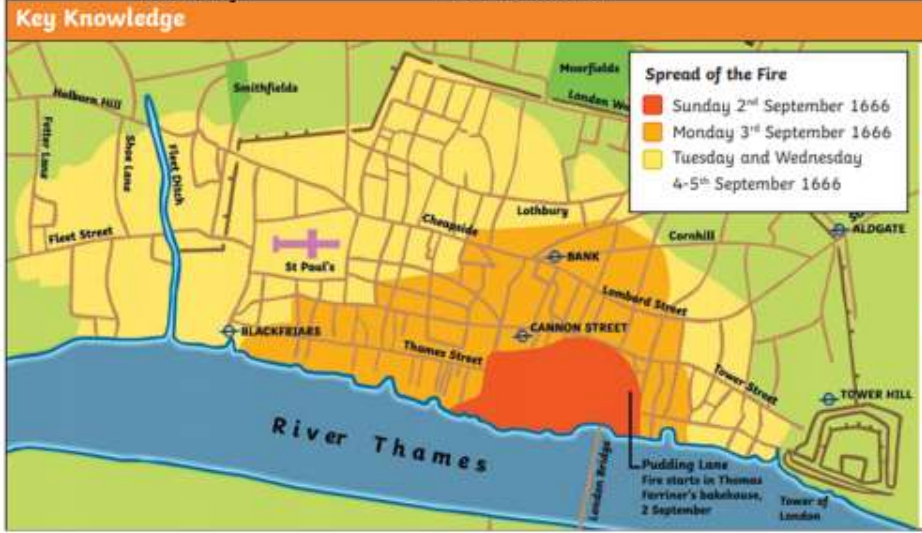 Key Knowledge
Spread of the Fire
Sunday 2nd September 1666
Monday 3rd September 1666
Tuesday and Wednesday
4-5th September 1666
Moorfields
London
Smithfields
Holborn Hill
Fetter Lane
Shoe Lane
Fleet Ditch
Fleet Street
St Paul's
Cheapside
Lothbury
Cornhill
ALDGATE
BANK
Lombard Street
BLACKFRIARS
CANNON STREET
Thames Street
Tower Street
TOWER HILL
River Thames
London Bridge
Pudding Lane
Fire starts in Thomas
Farriner's bakehouse,
2 September
Tower of
London